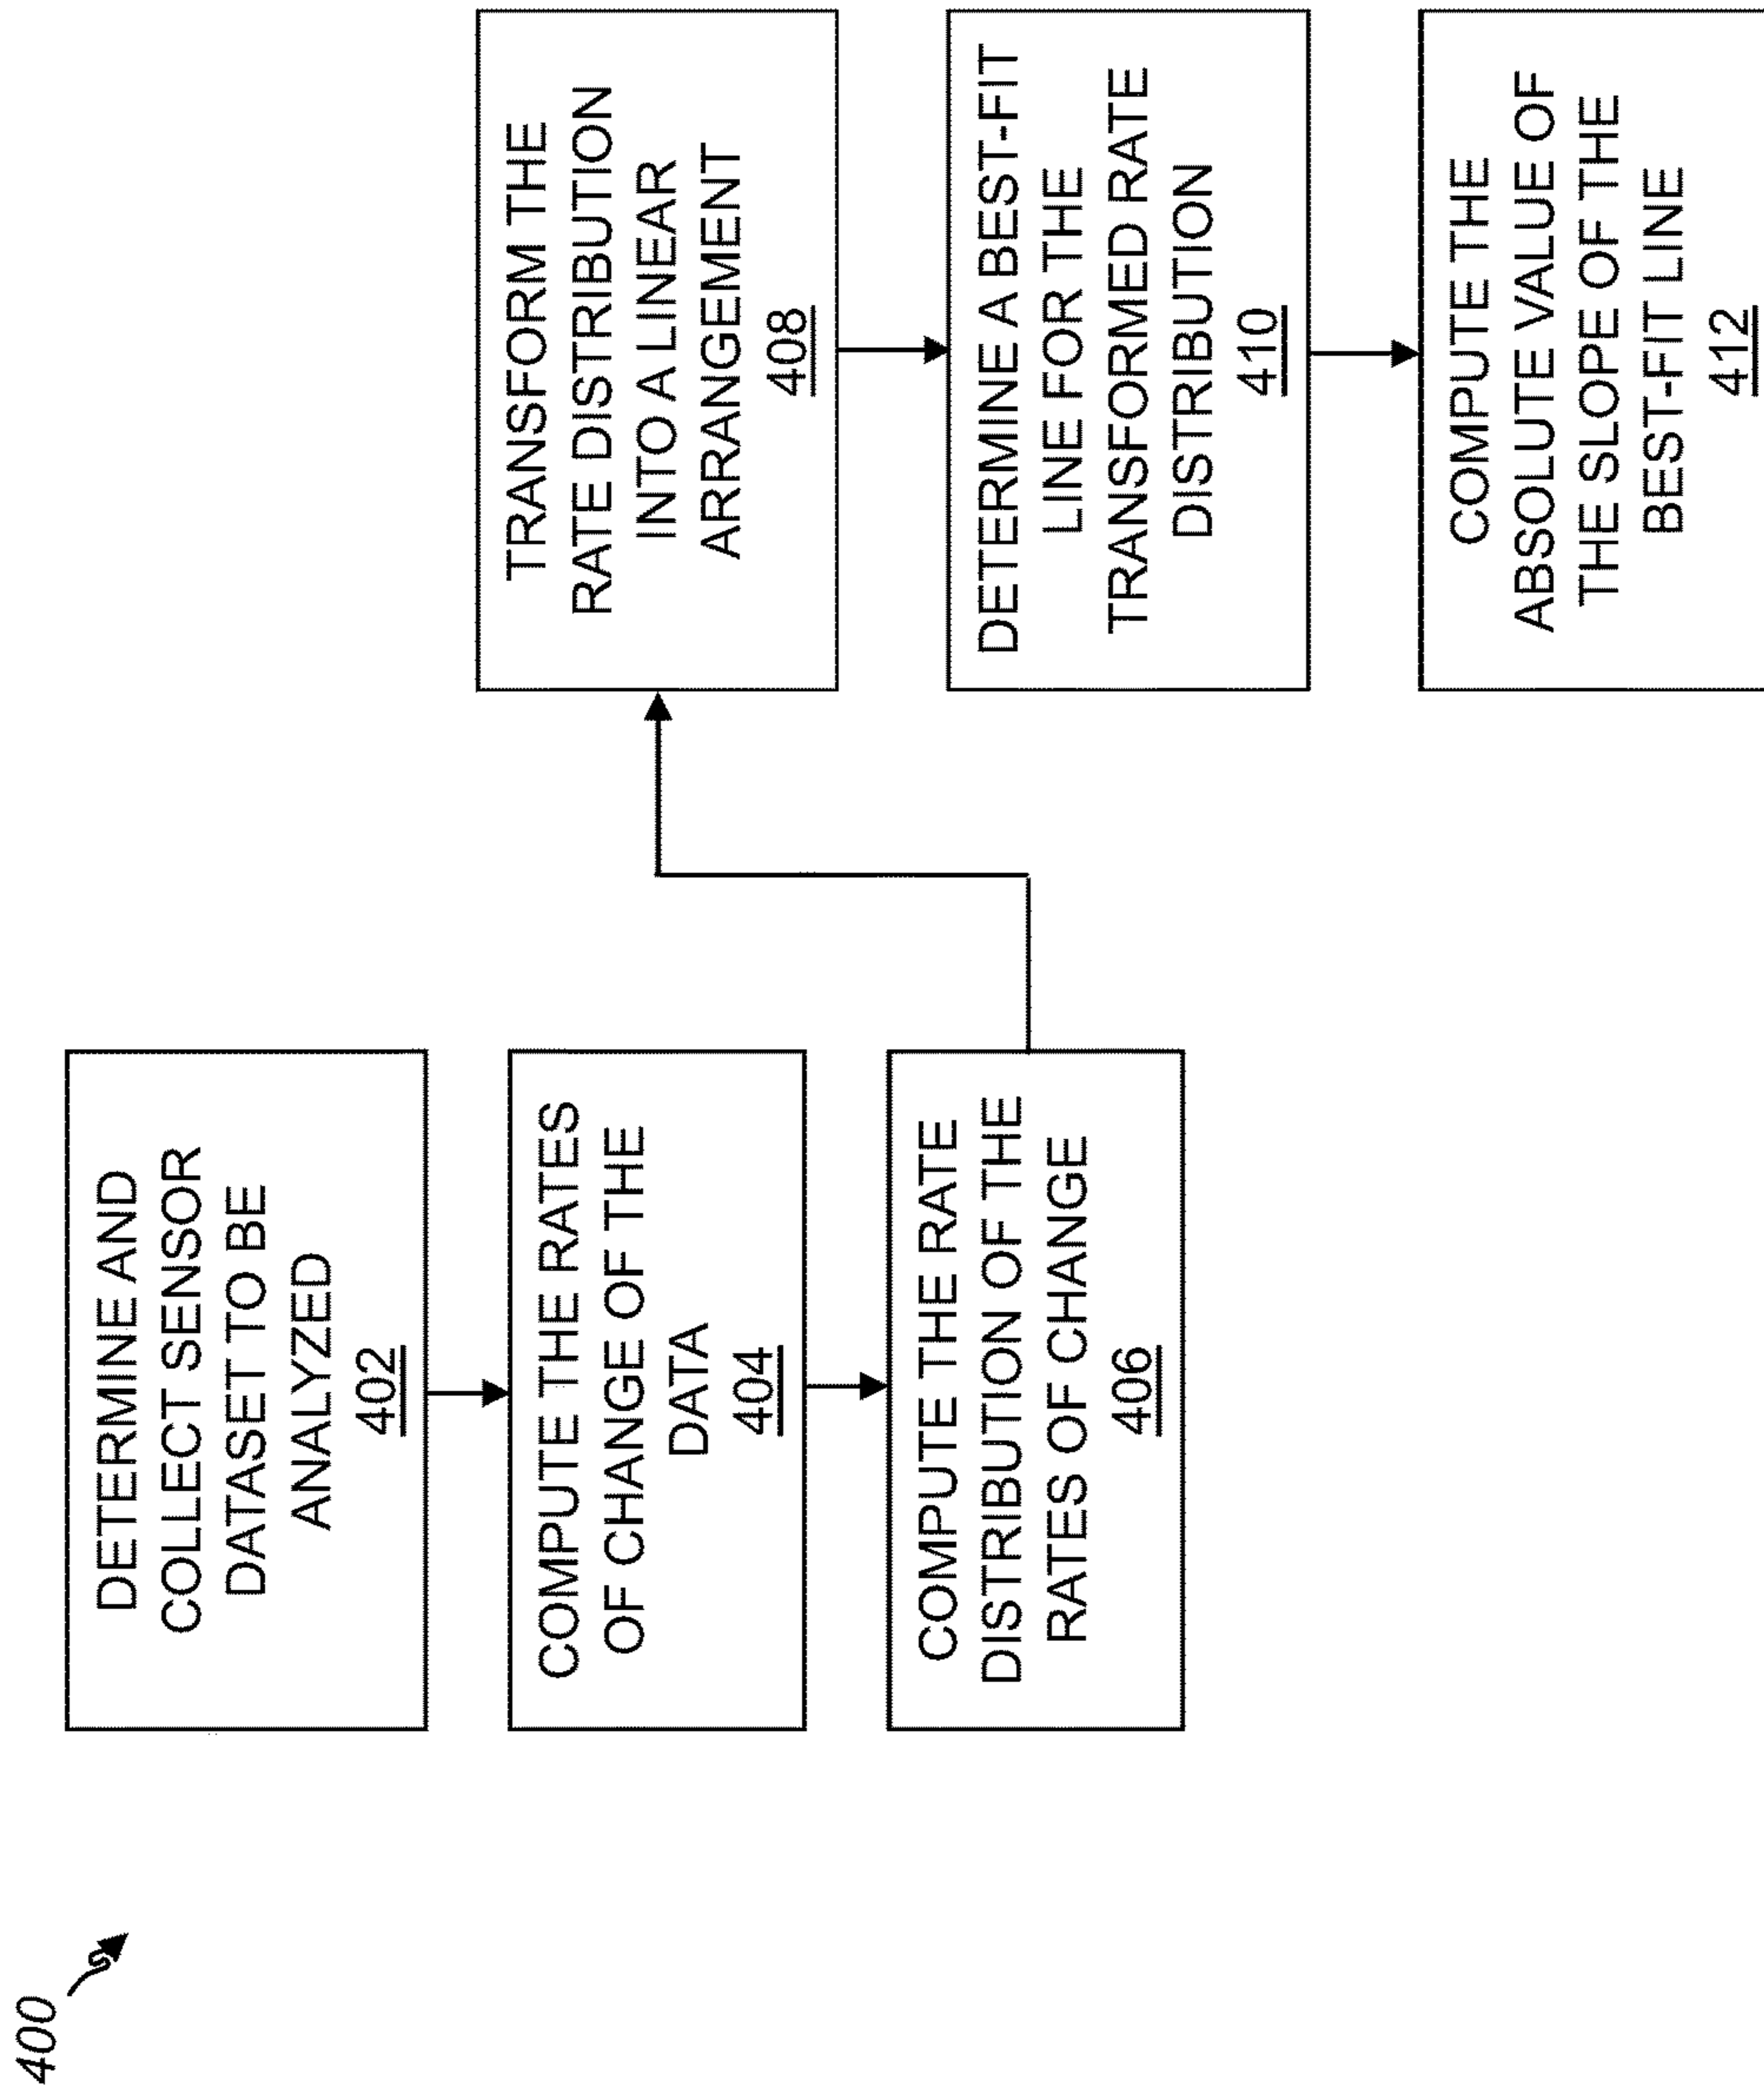 400
DETERMINE AND
COLLECT SENSOR
DATASET TO BE
ANALYZED
402
COMPUTE THE RATES
OF CHANGE OF THE
DATA
404
COMPUTE THE RATE
DISTRIBUTION OF THE
RATES OF CHANGE
406
TRANSFORM THE
RATE DISTRIBUTION
INTO A LINEAR
ARRANGEMENT
408
DETERMINE A BEST-FIT
LINE FOR THE
TRANSFORMED RATE
DISTRIBUTION
410
COMPUTE THE
ABSOLUTE VALUE OF
THE SLOPE OF THE
BEST-FIT LINE
412